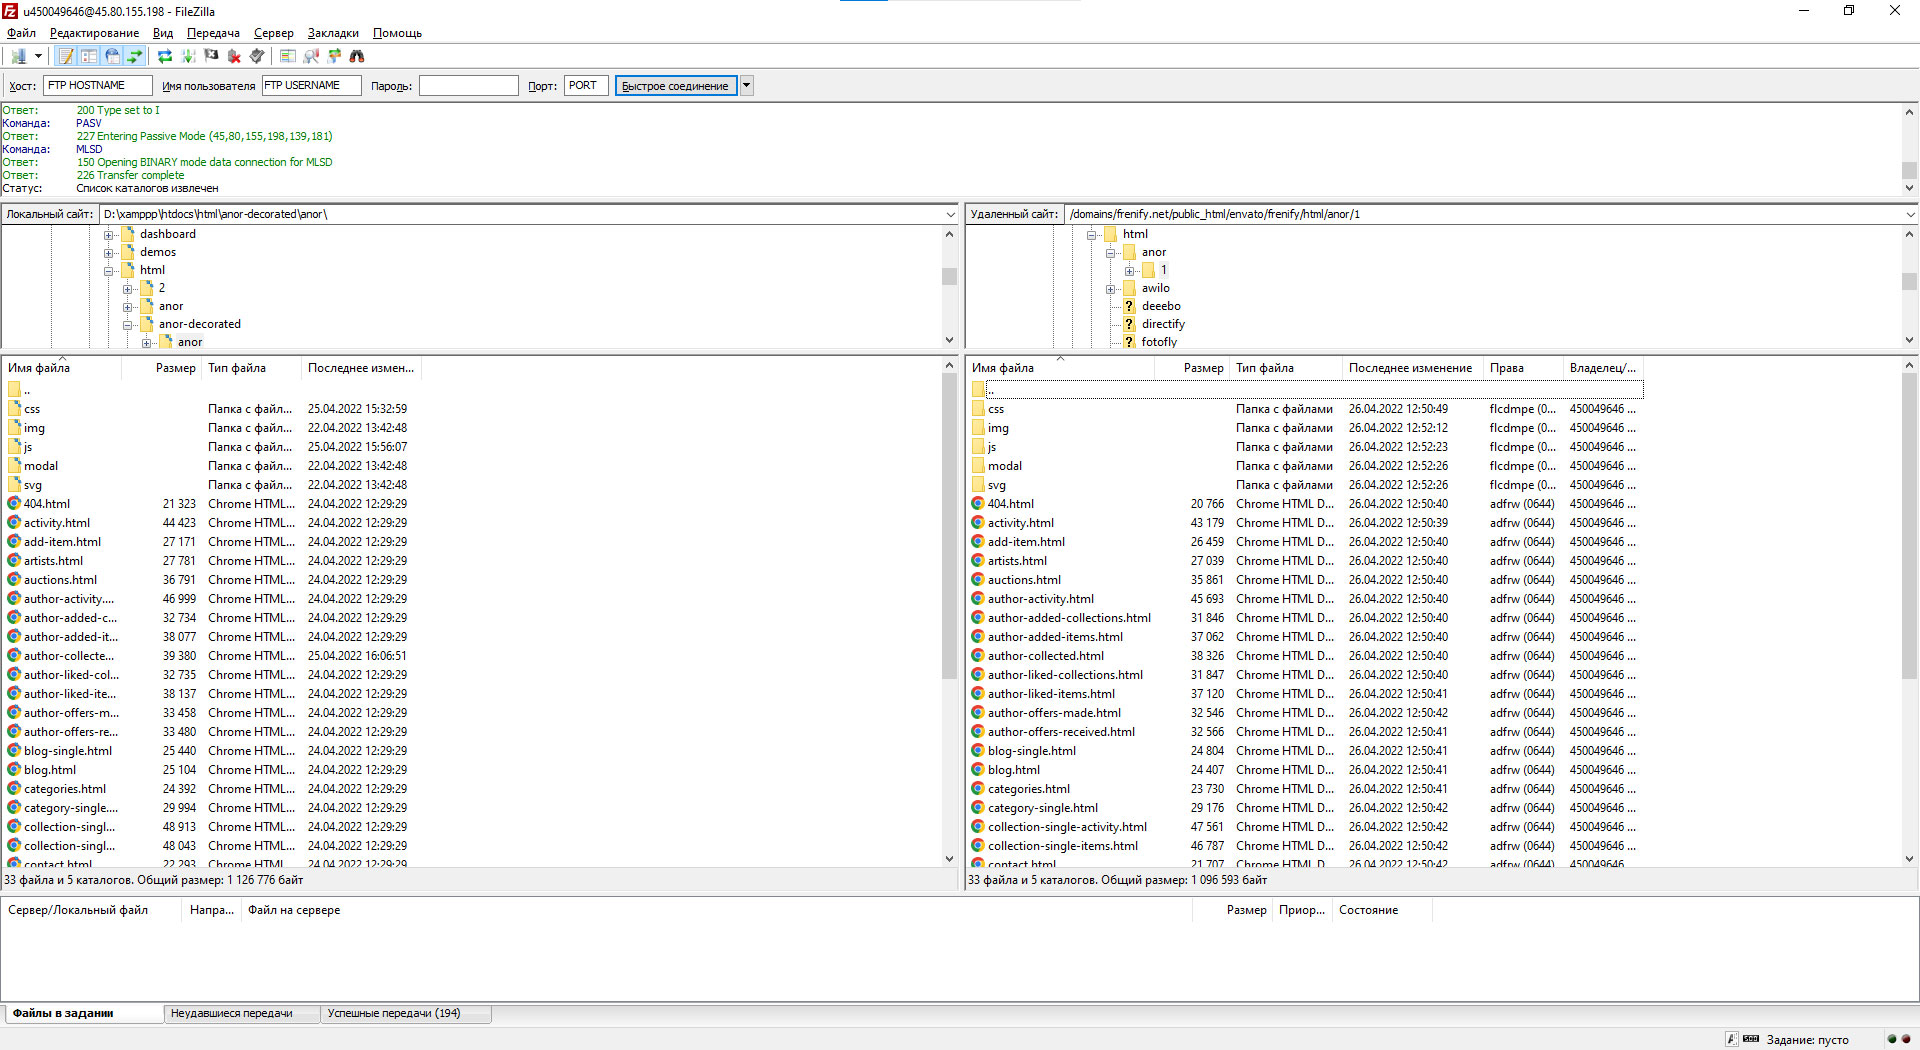 u450049646@45.80.155.198 - FileZilla
Файл Редактирование Вид Передача Сервер Закладки Помощь
Хост: FTP HOSTNAME Имя пользователя FTP USERNAME Пароль: Порт: PORT Быстрое соединение
Ответ: 200 Type set to I
Команда: PASV
Ответ: 227 Entering Passive Mode (45,80,155,198,139,181)
Команда: MLSD
Ответ: 150 Opening BINARY mode data connection for MLSD
Ответ: 226 Transfer complete
Статус: Список каталогов извлечен
Локальный сайт: D:\xamppp\htdocs\html\anor-decorated\anor\
dashboard
demos
html
2
anor
anor-decorated
anor
Имя файла Размер Тип файла Последнее измен...
..
css Папка с файл... 25.04.2022 15:32:59
img Папка с файл... 22.04.2022 13:42:48
js Папка с файл... 25.04.2022 15:56:07
modal Папка с файл... 22.04.2022 13:42:48
svg Папка с файл... 22.04.2022 13:42:48
404.html 21 323 Chrome HTML... 24.04.2022 12:29:29
activity.html 44 423 Chrome HTML... 24.04.2022 12:29:29
add-item.html 27 171 Chrome HTML... 24.04.2022 12:29:29
artists.html 27 781 Chrome HTML... 24.04.2022 12:29:29
auctions.html 36 791 Chrome HTML... 24.04.2022 12:29:29
author-activity.... 46 999 Chrome HTML... 24.04.2022 12:29:29
author-added-c... 32 734 Chrome HTML... 24.04.2022 12:29:29
author-added-it... 38 077 Chrome HTML... 24.04.2022 12:29:29
author-collecte... 39 380 Chrome HTML... 25.04.2022 16:06:51
author-liked-col... 32 735 Chrome HTML... 24.04.2022 12:29:29
author-liked-ite... 38 137 Chrome HTML... 24.04.2022 12:29:29
author-offers-m... 33 458 Chrome HTML... 24.04.2022 12:29:29
author-offers-re... 33 480 Chrome HTML... 24.04.2022 12:29:29
blog-single.html 25 440 Chrome HTML... 24.04.2022 12:29:29
blog.html 25 104 Chrome HTML... 24.04.2022 12:29:29
categories.html 24 392 Chrome HTML... 24.04.2022 12:29:29
category-single.... 29 994 Chrome HTML... 24.04.2022 12:29:29
collection-singl... 48 913 Chrome HTML... 24.04.2022 12:29:29
collection-singl... 48 043 Chrome HTML... 24.04.2022 12:29:29
contact.html 22 293 Chrome HTML... 24.04.2022 12:29:29
33 файла и 5 каталогов. Общий размер: 1 126 776 байт
Удаленный сайт: /domains/frenify.net/public_html/envato/frenify/html/anor/1
html
anor
1
awilo
deeebo
directify
fotofly
Имя файла Размер Тип файла Последнее изменение Права Владелец/...
..
css Папка с файлами 26.04.2022 12:50:49 flcdmpe (0... 450049646 ...
img Папка с файлами 26.04.2022 12:52:12 flcdmpe (0... 450049646 ...
js Папка с файлами 26.04.2022 12:52:23 flcdmpe (0... 450049646 ...
modal Папка с файлами 26.04.2022 12:52:26 flcdmpe (0... 450049646 ...
svg Папка с файлами 26.04.2022 12:52:26 flcdmpe (0... 450049646 ...
404.html 20 766 Chrome HTML D... 26.04.2022 12:50:40 adfrw (0644) 450049646 ...
activity.html 43 179 Chrome HTML D... 26.04.2022 12:50:39 adfrw (0644) 450049646 ...
add-item.html 26 459 Chrome HTML D... 26.04.2022 12:50:40 adfrw (0644) 450049646 ...
artists.html 27 039 Chrome HTML D... 26.04.2022 12:50:40 adfrw (0644) 450049646 ...
auctions.html 35 861 Chrome HTML D... 26.04.2022 12:50:40 adfrw (0644) 450049646 ...
author-activity.html 45 693 Chrome HTML D... 26.04.2022 12:50:40 adfrw (0644) 450049646 ...
author-added-collections.html 31 846 Chrome HTML D... 26.04.2022 12:50:40 adfrw (0644) 450049646 ...
author-added-items.html 37 062 Chrome HTML D... 26.04.2022 12:50:40 adfrw (0644) 450049646 ...
author-collected.html 38 326 Chrome HTML D... 26.04.2022 12:50:40 adfrw (0644) 450049646 ...
author-liked-collections.html 31 847 Chrome HTML D... 26.04.2022 12:50:40 adfrw (0644) 450049646 ...
author-liked-items.html 37 120 Chrome HTML D... 26.04.2022 12:50:41 adfrw (0644) 450049646 ...
author-offers-made.html 32 546 Chrome HTML D... 26.04.2022 12:50:42 adfrw (0644) 450049646 ...
author-offers-received.html 32 566 Chrome HTML D... 26.04.2022 12:50:41 adfrw (0644) 450049646 ...
blog-single.html 24 804 Chrome HTML D... 26.04.2022 12:50:41 adfrw (0644) 450049646 ...
blog.html 24 407 Chrome HTML D... 26.04.2022 12:50:41 adfrw (0644) 450049646 ...
categories.html 23 730 Chrome HTML D... 26.04.2022 12:50:41 adfrw (0644) 450049646 ...
category-single.html 29 176 Chrome HTML D... 26.04.2022 12:50:42 adfrw (0644) 450049646 ...
collection-single-activity.html 47 561 Chrome HTML D... 26.04.2022 12:50:42 adfrw (0644) 450049646 ...
collection-single-items.html 46 787 Chrome HTML D... 26.04.2022 12:50:42 adfrw (0644) 450049646 ...
contact.html 21 707 Chrome HTML D... 26.04.2022 12:50:42 adfrw (0644) 450049646
33 файла и 5 каталогов. Общий размер: 1 096 593 байт
Сервер/Локальный файл Напра... Файл на сервере Размер Приор... Состояние
Файлы в задании Неудавшиеся передачи Успешные передачи (194)
Задание: пусто